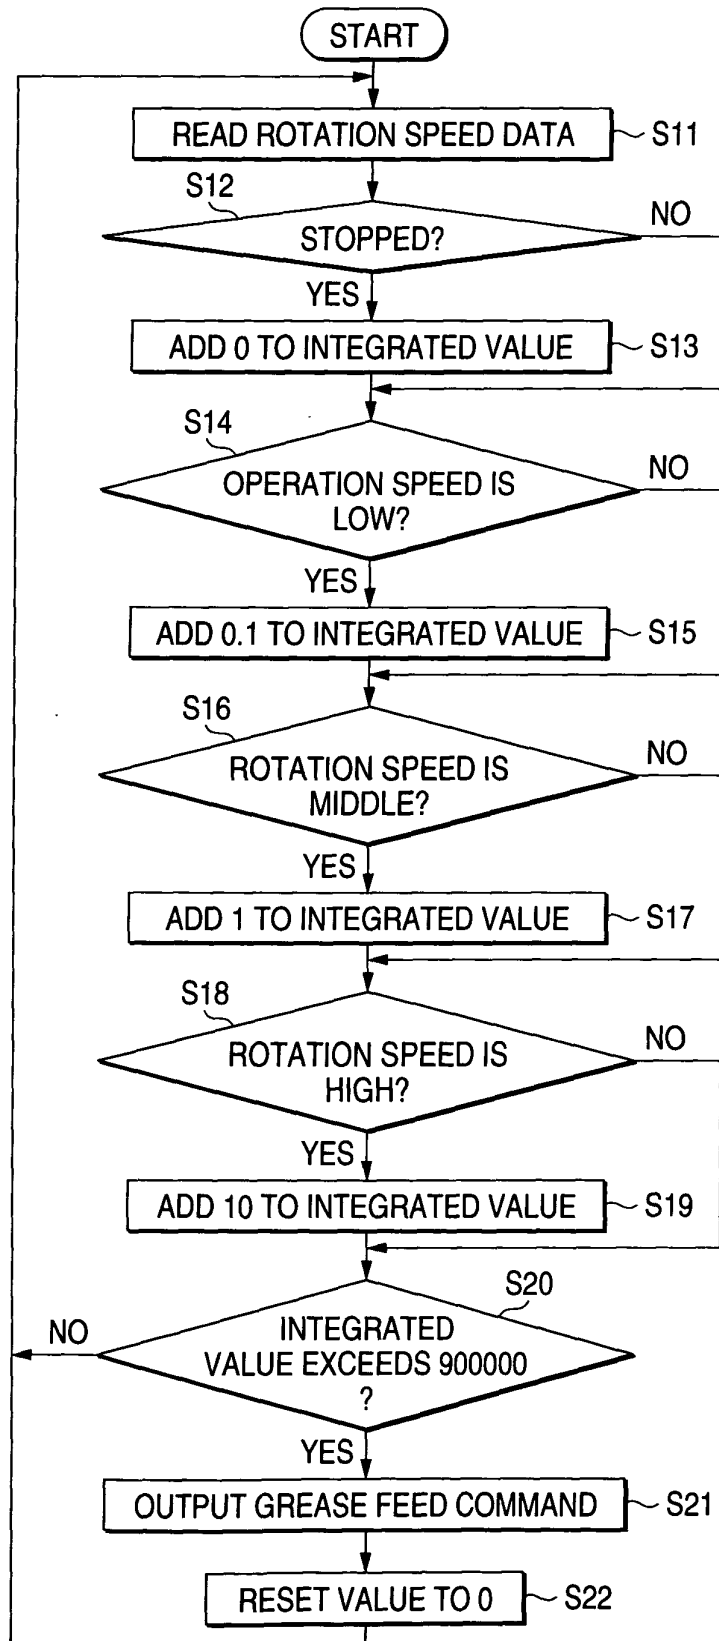 START
READ ROTATION SPEED DATA
S11
S12
STOPPED?
NO
YES
ADD 0 TO INTEGRATED VALUE
S13
S14
OPERATION SPEED IS
LOW?
NO
YES
ADD 0.1 TO INTEGRATED VALUE
S15
S16
ROTATION SPEED IS
MIDDLE?
NO
YES
ADD 1 TO INTEGRATED VALUE
S17
S18
ROTATION SPEED IS
HIGH?
NO
YES
ADD 10 TO INTEGRATED VALUE
S19
S20
INTEGRATED
VALUE EXCEEDS 900000
?
NO
YES
OUTPUT GREASE FEED COMMAND
S21
RESET VALUE TO 0
S22